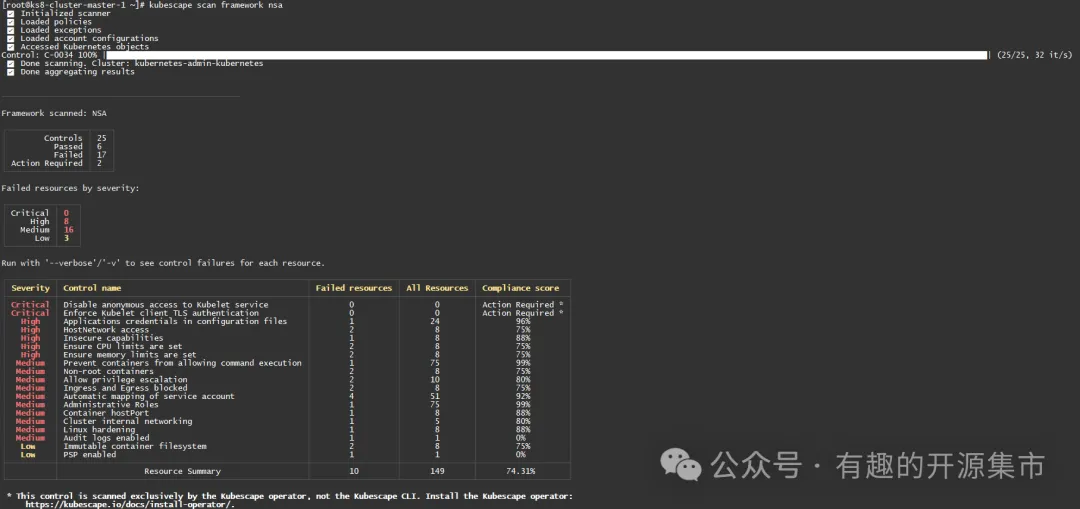 [root@ks8-cluster-master-1 ~]# kubescape scan framework nsa
Initialized scanner
Loaded policies
Loaded exceptions
Loaded account configurations
Accessed Kubernetes objects
Control: C-0034 100% | | (25/25, 32 it/s)
Done scanning. Cluster: kubernetes-admin-kubernetes
Done aggregating results
Framework scanned: NSA
Controls 25
Passed 6
Failed 17
Action Required 2
Failed resources by severity:
Critical 0
High 8
Medium 16
Low 3
Run with '--verbose'/'-v' to see control failures for each resource.
Severity Control name Failed resources All Resources Compliance score
Critical Disable anonymous access to Kubelet service 0 0 Action Required *
Critical Enforce Kubelet client TLS authentication 0 0 Action Required *
High Applications credentials in configuration files 1 24 96%
High HostNetwork access 2 8 75%
High Insecure capabilities 1 8 88%
High Ensure CPU limits are set 2 8 75%
High Ensure memory limits are set 2 8 75%
Medium Prevent containers from allowing command execution 1 75 99%
Medium Non-root containers 2 8 75%
Medium Allow privilege escalation 2 10 80%
Medium Ingress and Egress blocked 2 8 75%
Medium Automatic mapping of service account 4 51 92%
Medium Administrative Roles 1 75 99%
Medium Container hostPort 1 8 88%
Medium Cluster internal networking 1 5 80%
Medium Linux hardening 1 8 88%
Medium Audit logs enabled 1 1 0%
Low Immutable container filesystem 2 8 75%
Low PSP enabled 1 1 0%
Resource Summary 10 149 74.31%
* This control is scanned exclusively by the Kubescape operator, not the Kubescape CLI. Install the Kubescape operator:
https://kubescape.io/docs/install-operator/.
公众号 · 有趣的开源集市